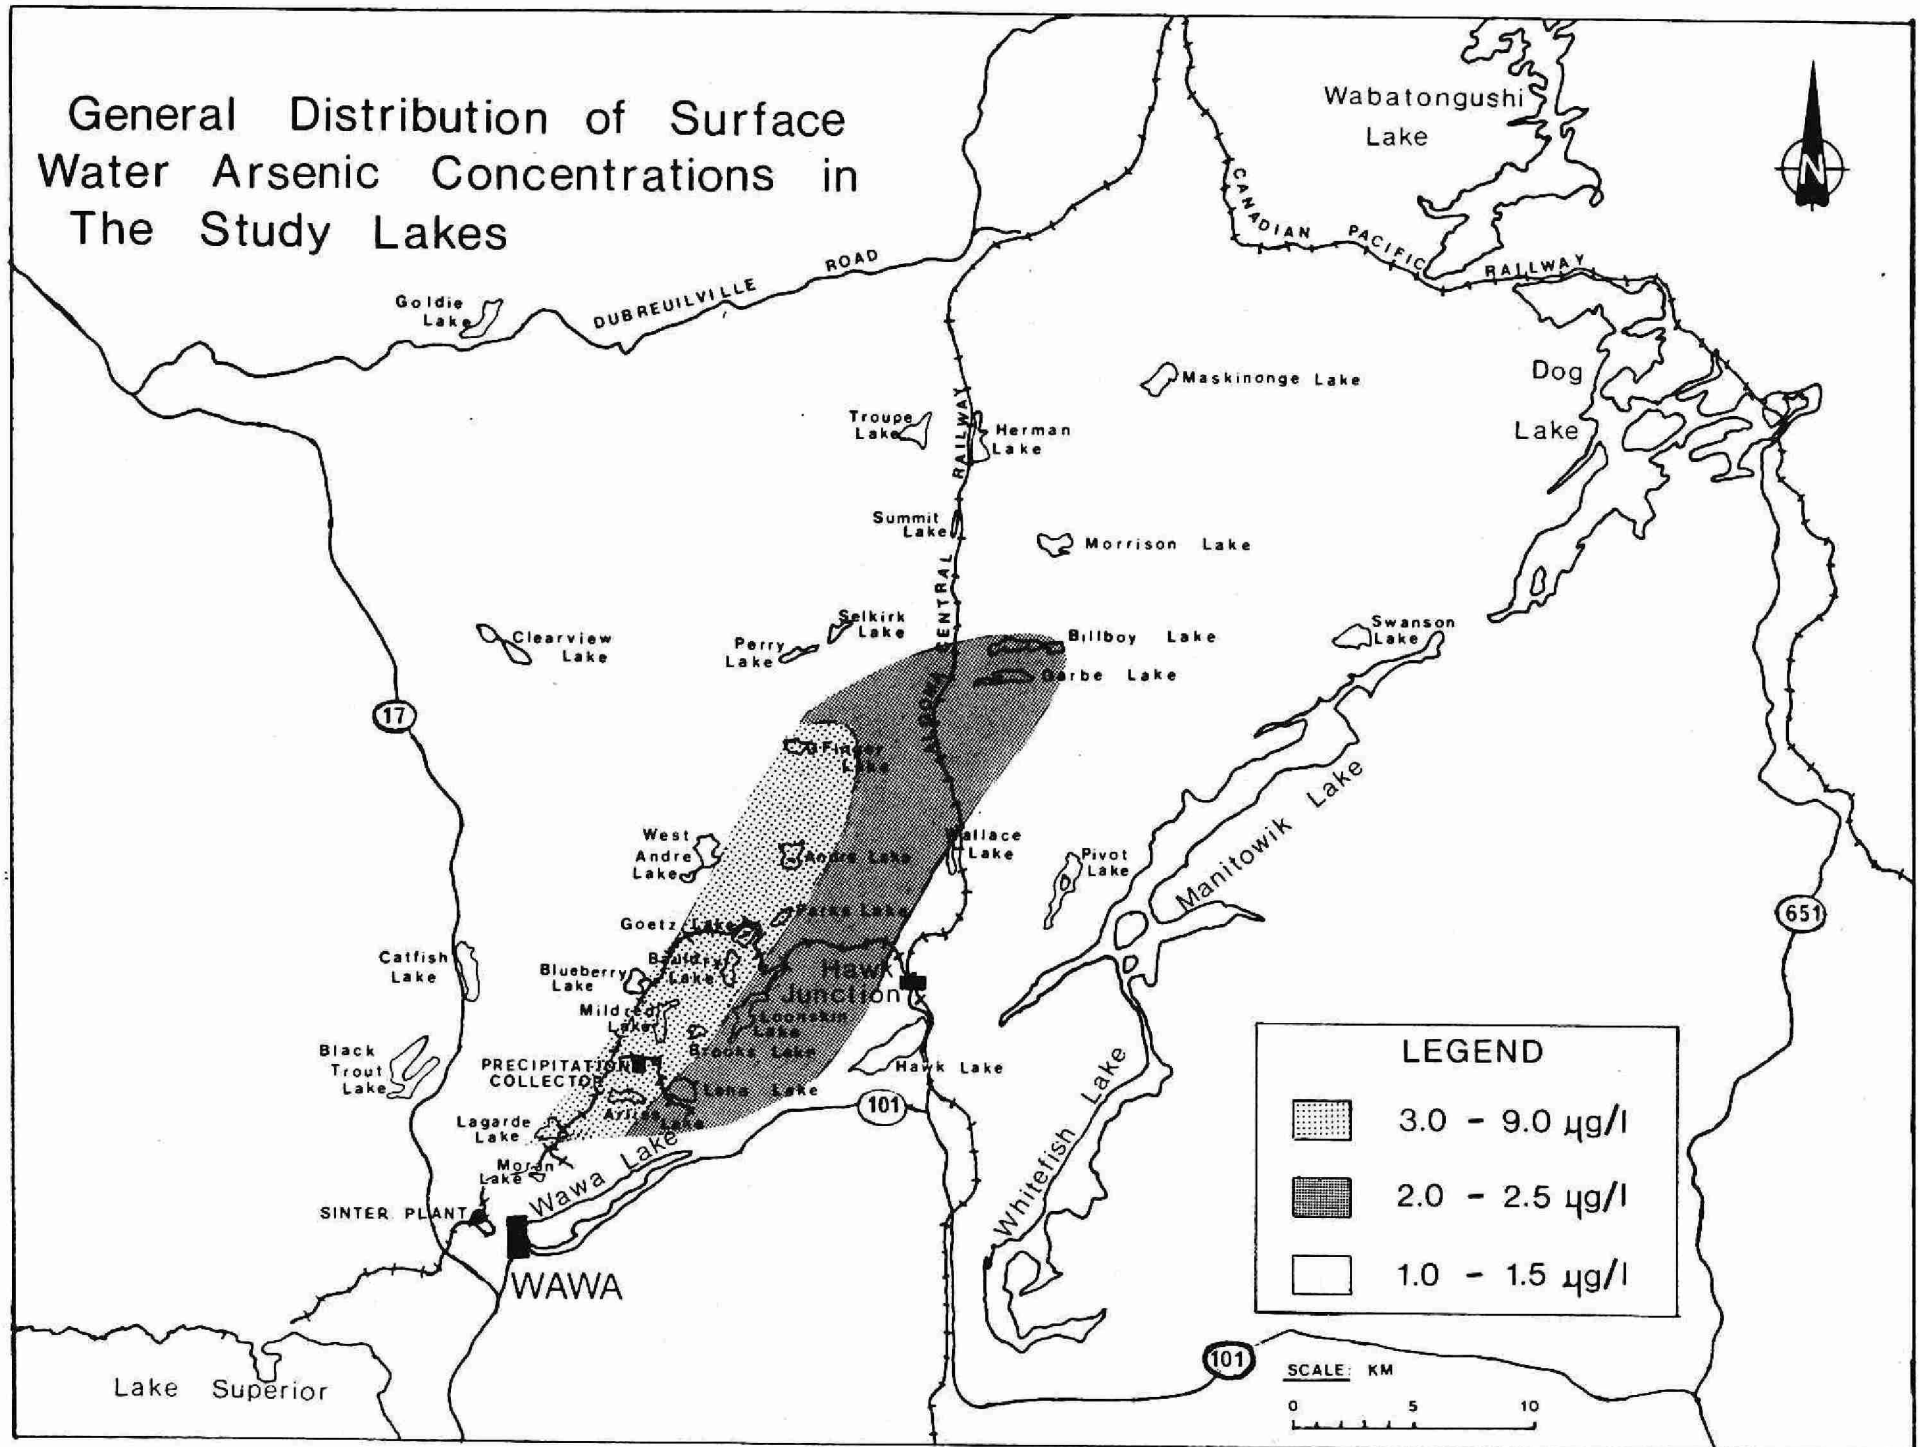 General Distribution of Surface
Water Arsenic Concentrations in
The Study Lakes
Wabatongushi
Lake
N
CANADIAN PACIFIC RAILWAY
DUBREUILVILLE ROAD
Goldie
Lake
Dog
Lake
Maskinonge Lake
Troupe
Lake
Herman
Lake
ALGOMA CENTRAL RAILWAY
Summit
Lake
Morrison Lake
Selkirk
Lake
Perry
Lake
Clearview
Lake
Swanson
Lake
Billboy Lake
Barbe Lake
17
Finger
Lake
Manitowik Lake
West
Andre
Lake
Andre Lake
Wallace
Lake
Pivot
Lake
Parks Lake
Goetz Lake
651
Catfish
Lake
Blueberry
Lake
Lake
Hawk
Junction
Mildred
Lake
Loonskin
Lake
Brooks Lake
Black
Trout
Lake
PRECIPITATION
COLLECTOR
Hawk Lake
Lena Lake
101
Lake
Lagarde
Lake
Moran
Lake
Wawa Lake
Whitefish Lake
SINTER PLANT
WAWA
LEGEND
3.0 - 9.0 µg/l
2.0 - 2.5 µg/l
1.0 - 1.5 µg/l
101
SCALE: KM
0 5 10
Lake Superior